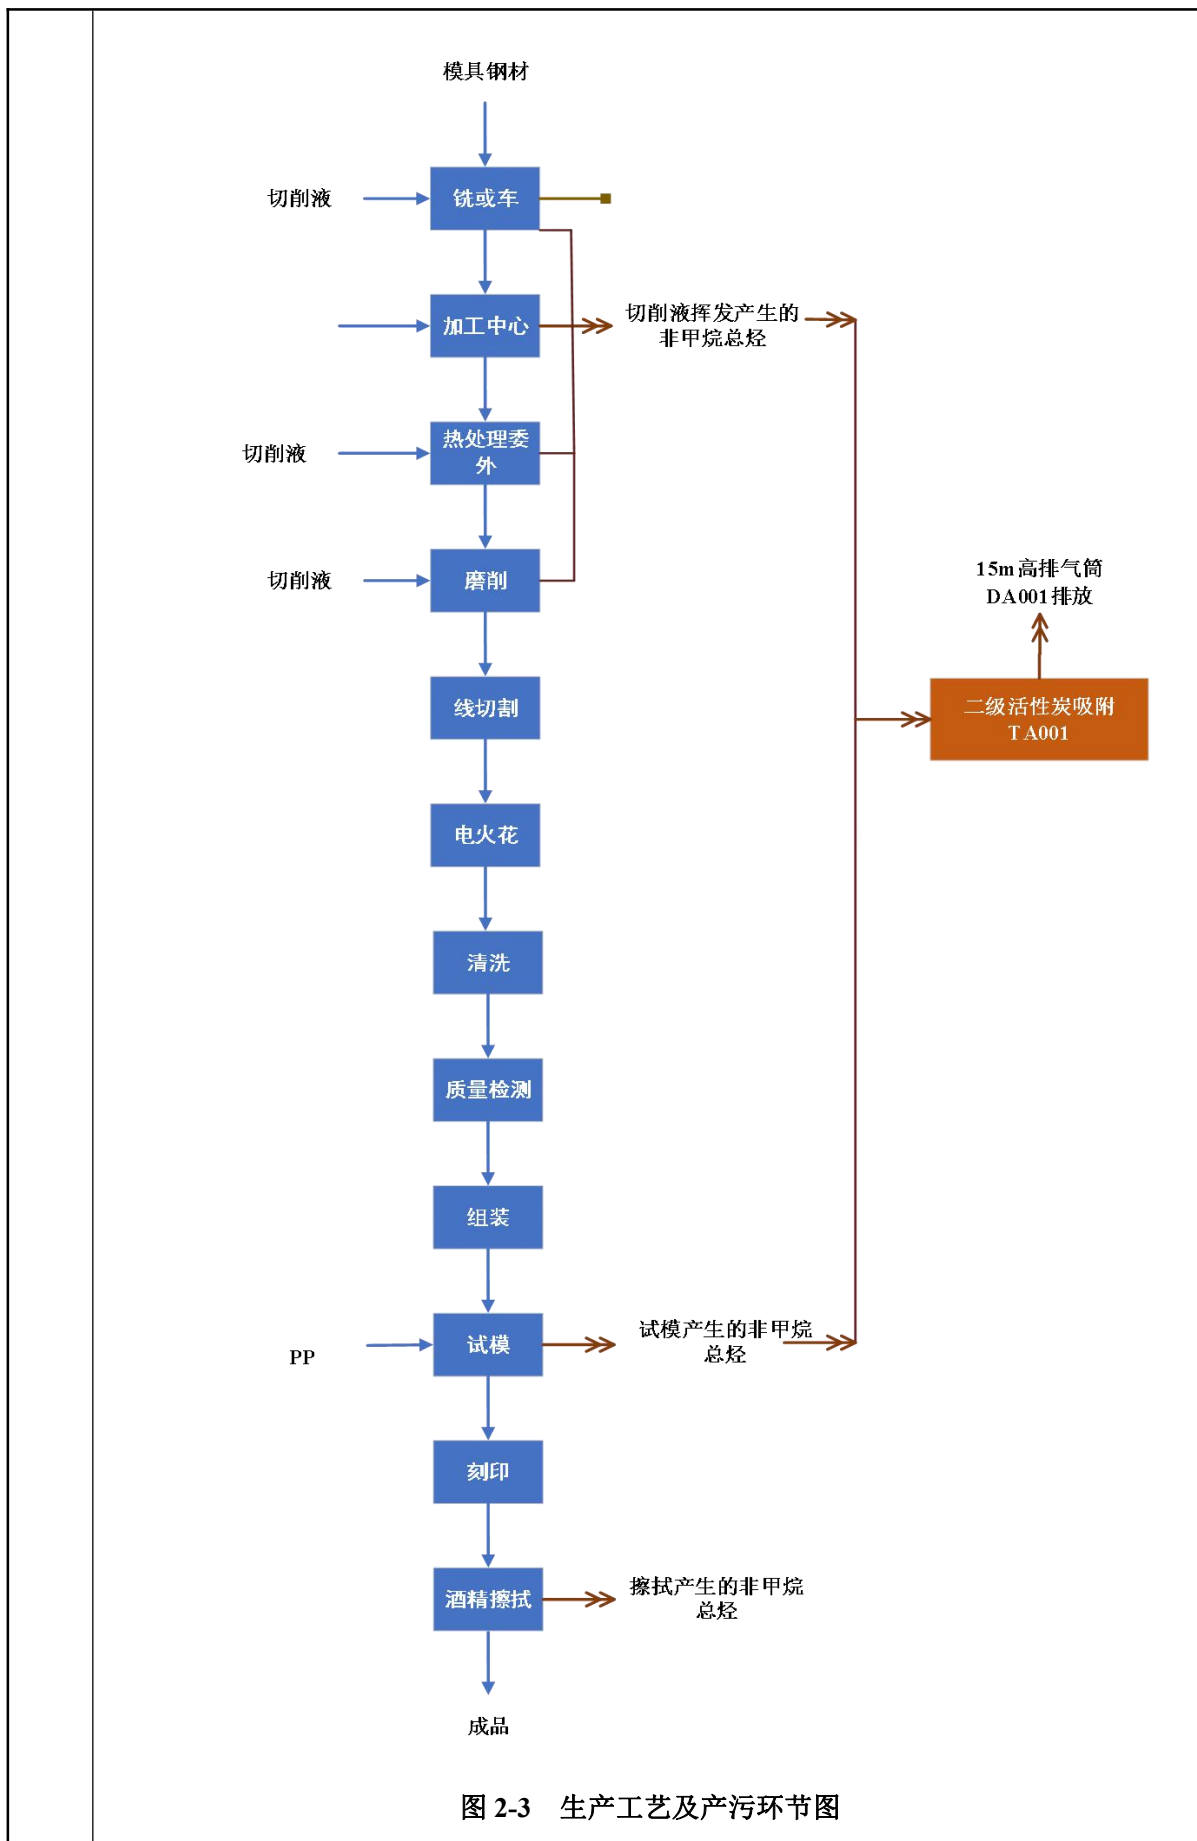 模具钢材
切削液
铣或车
加工中心
切削液挥发产生的
非甲烷总烃
切削液
热处理委
外
切削液
磨削
15m高排气筒
DA001排放
线切割
二级活性炭吸附
TA001
电火花
清洗
质量检测
组装
PP
试模
试模产生的非甲烷
总烃
刻印
酒精擦拭
擦拭产生的非甲烷
总烃
成品
图 2-3 生产工艺及产污环节图